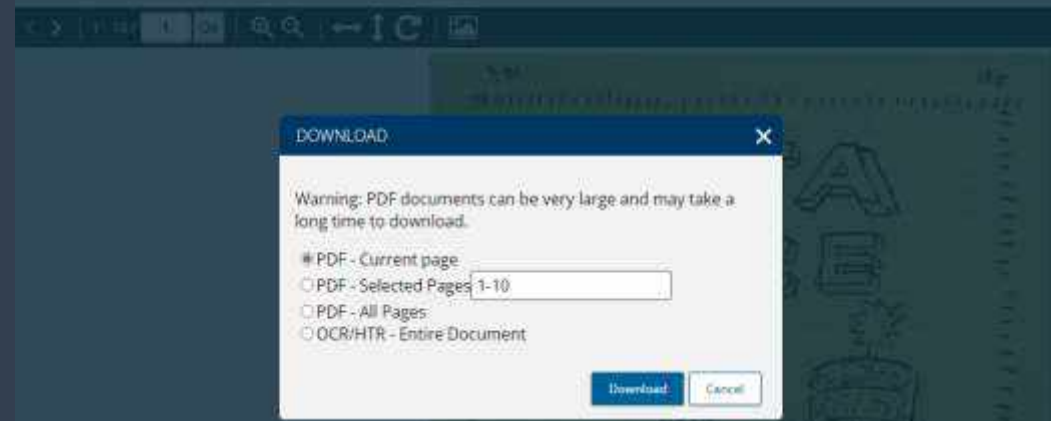 DOWNLOAD
Warning: PDF documents can be very large and may take a
long time to download.
PDF - Current page
PDF - Selected Pages 1-10
PDF - All Pages
OCR/HTR - Entire Document
Download Cancel